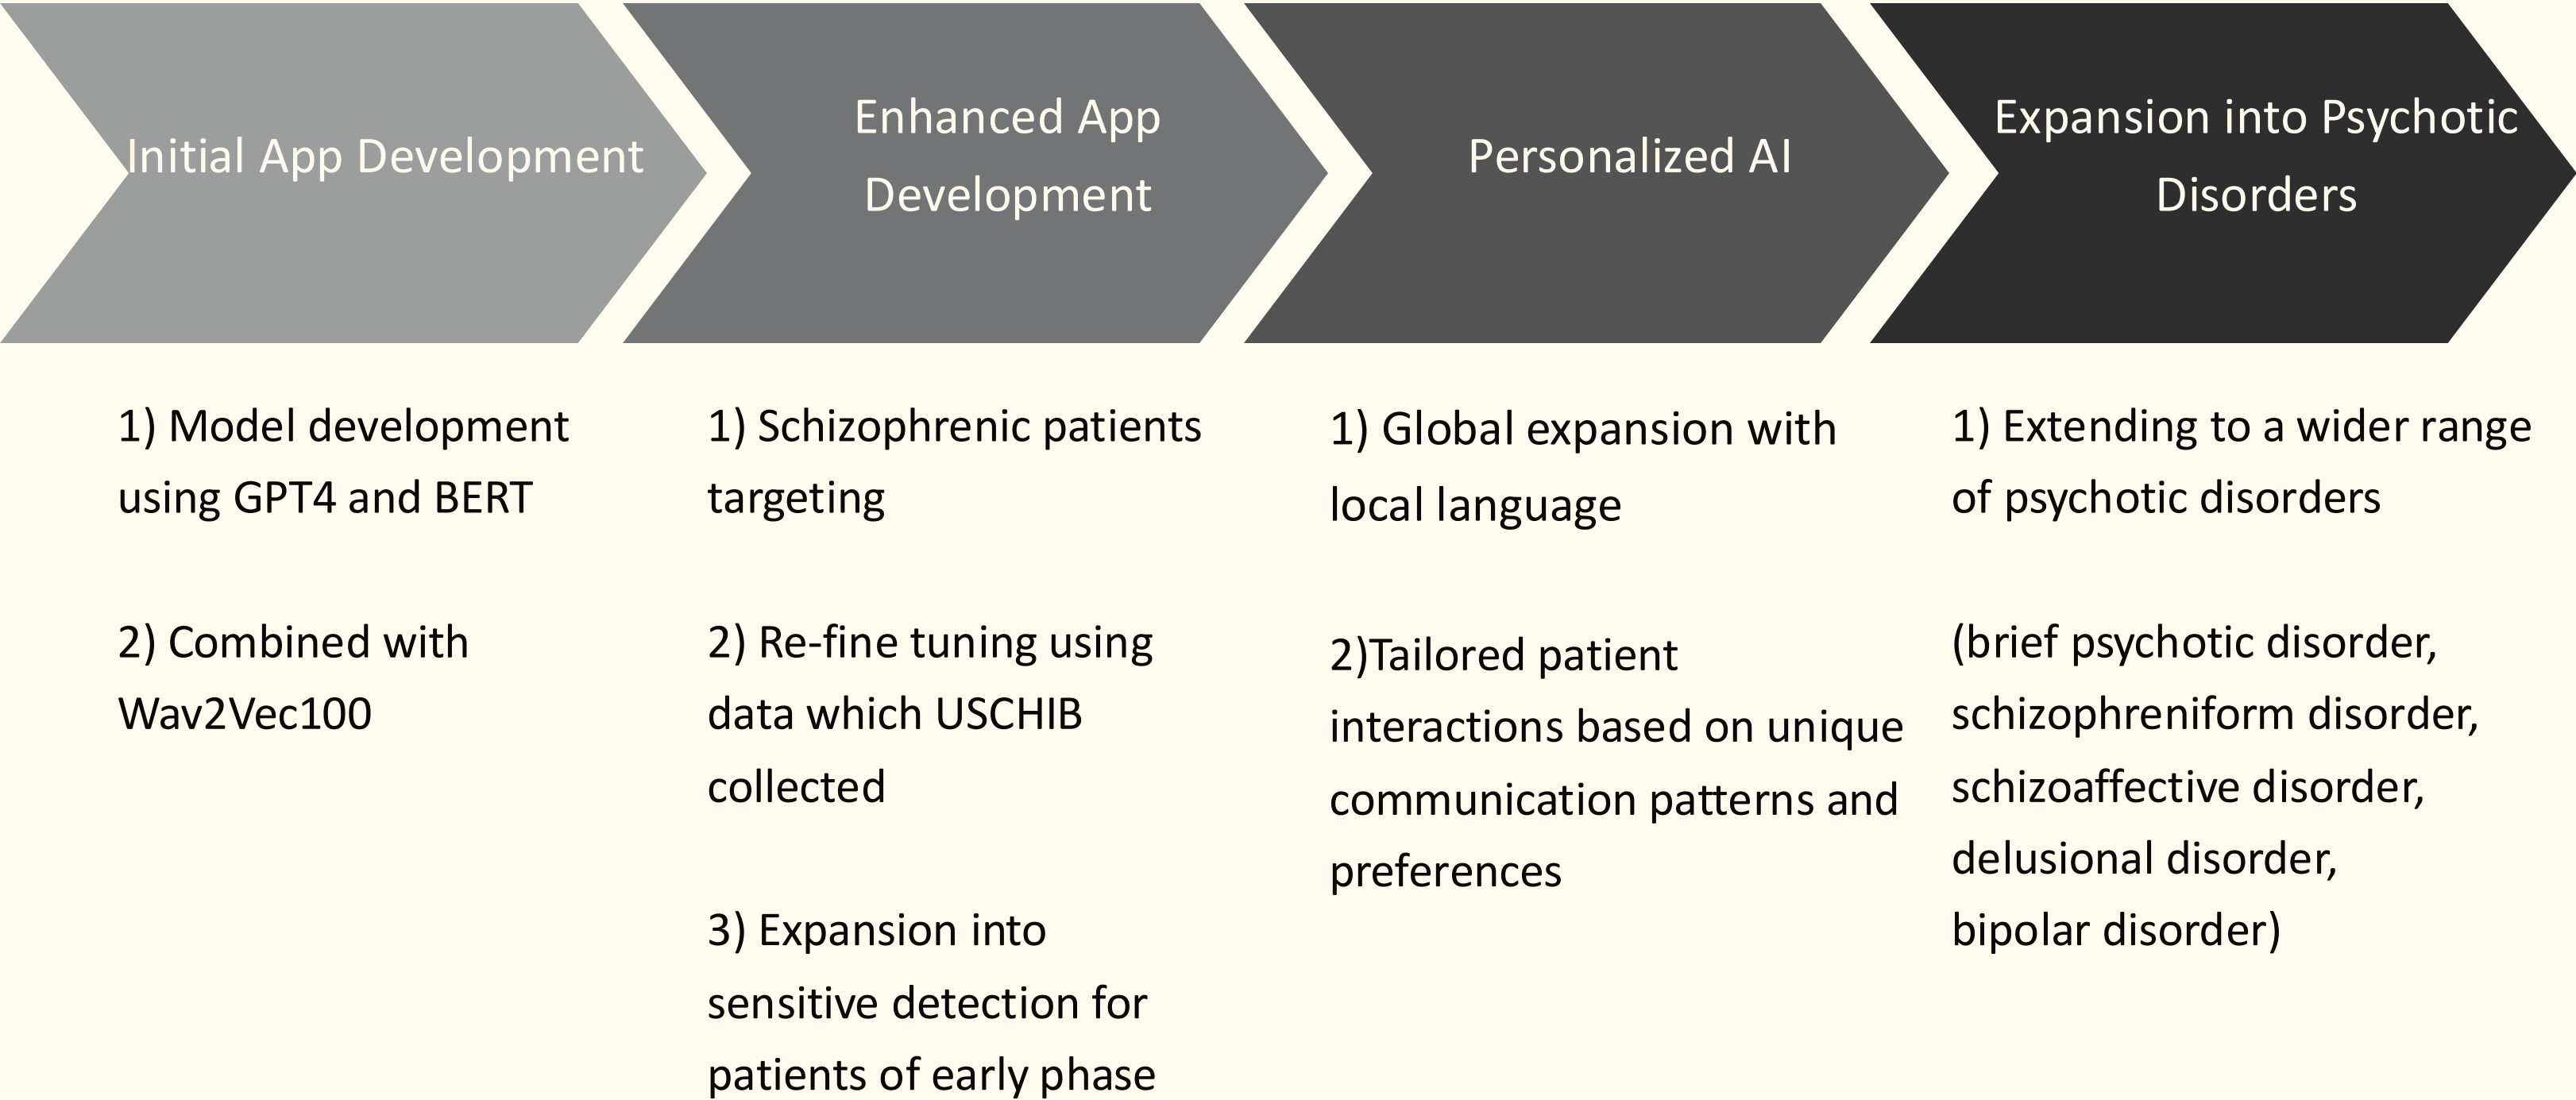 Initial App Development
Enhanced App
Development
Personalized AI
Expansion into Psychotic
Disorders
1) Model development
using GPT4 and BERT
2) Combined with
Wav2Vec100
1) Schizophrenic patients
targeting
2) Re-fine tuning using
data which USCHIB
collected
3) Expansion into
sensitive detection for
patients of early phase
1) Global expansion with
local language
2)Tailored patient
interactions based on unique
communication patterns and
preferences
1) Extending to a wider range
of psychotic disorders
(brief psychotic disorder,
schizophreniform disorder,
schizoaffective disorder,
delusional disorder,
bipolar disorder)